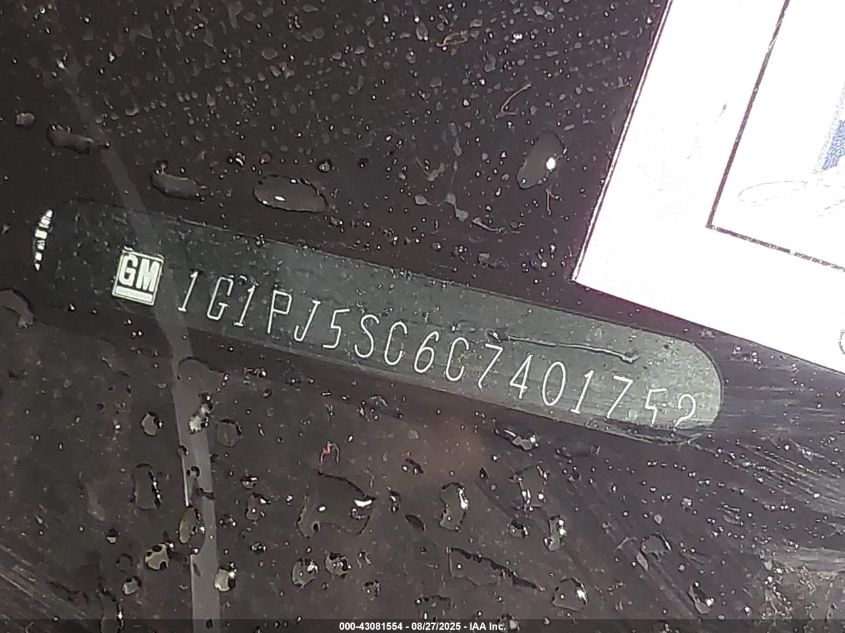 GM 1G1PJ5SC6C7401752
000-43081554 - 08/27/2025 - IAA Inc.